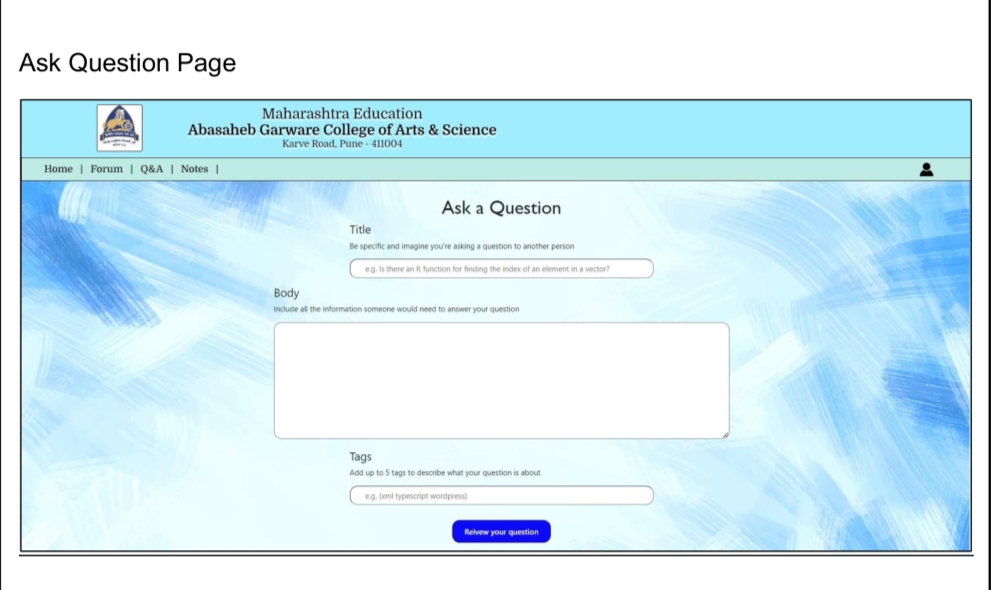 Ask Question Page
Maharashtra Education
Abasaheb Garware College of Arts & Science
Karve Road, Pune - 411004
Home | Forum | Q&A | Notes |
Ask a Question
Title
Be specific and imagine you're asking a question to another person
e.g. Is there an R function for finding the index of an element in a vector?
Body
Include all the information someone would need to answer your question
Tags
Add up to 5 tags to describe what your question is about
e.g. (xml typescript wordpress)
Reivew your question